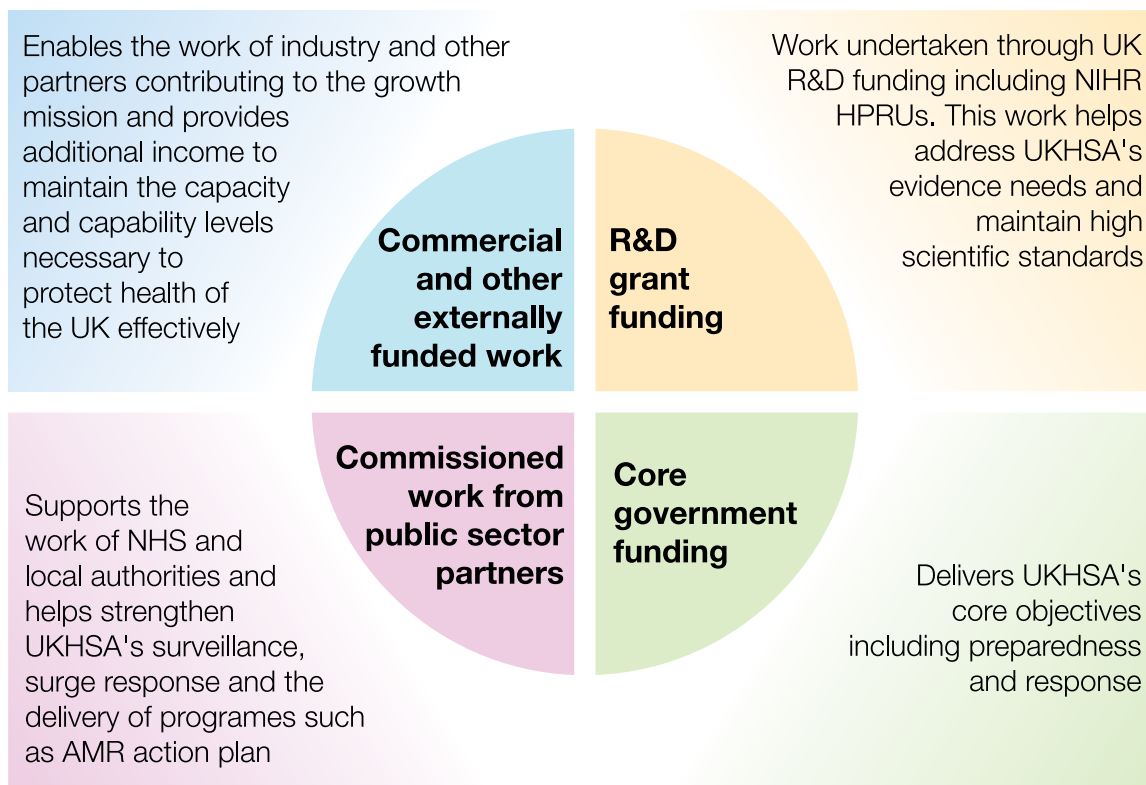 Enables the work of industry and other
partners contributing to the growth
mission and provides
additional income to
maintain the capacity
and capability levels
necessary to
protect health of
the UK effectively
Commercial
and other
externally
funded work
R&D
grant
funding
Work undertaken through UK
R&D funding including NIHR
HPRUs. This work helps
address UKHSA's
evidence needs and
maintain high
scientific standards
Supports the
work of NHS and
local authorities and
helps strengthen
UKHSA's surveillance,
surge response and the
delivery of programes such
as AMR action plan
Commissioned
work from
public sector
partners
Core
government
funding
Delivers UKHSA's
core objectives
including preparedness
and response